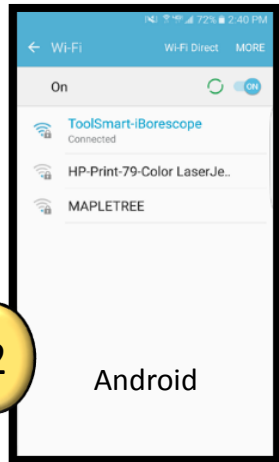 72% 2:40 PM
Wi-Fi Wi-Fi Direct MORE
On ON
ToolSmart-iBorescope
Connected
HP-Print-79-Color LaserJe..
MAPLETREE
2
Android